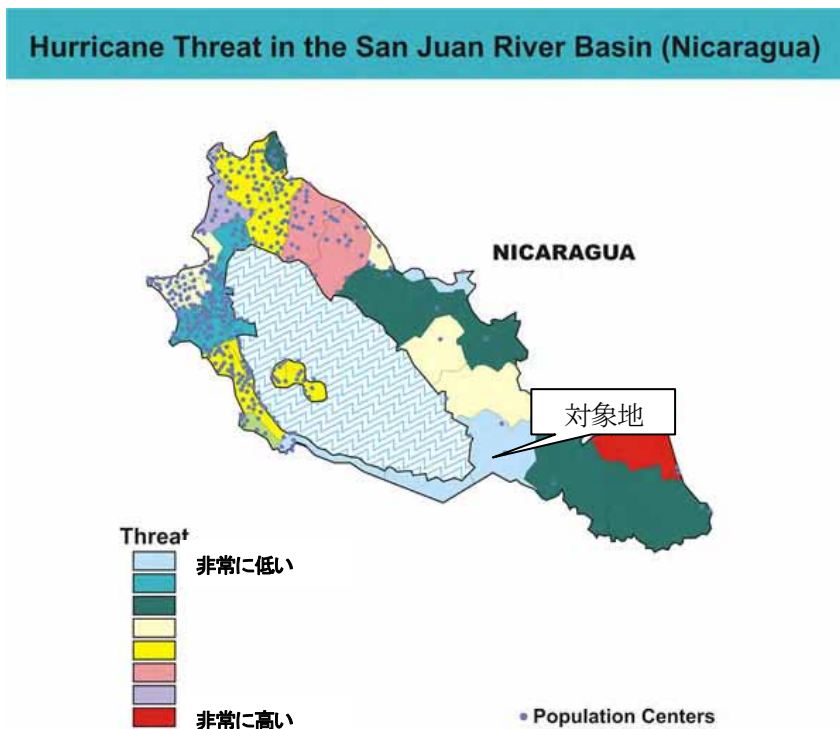 Hurricane Threat in the San Juan River Basin (Nicaragua)
NICARAGUA
対象地
Threat
非常に低い
非常に高い
Population Centers